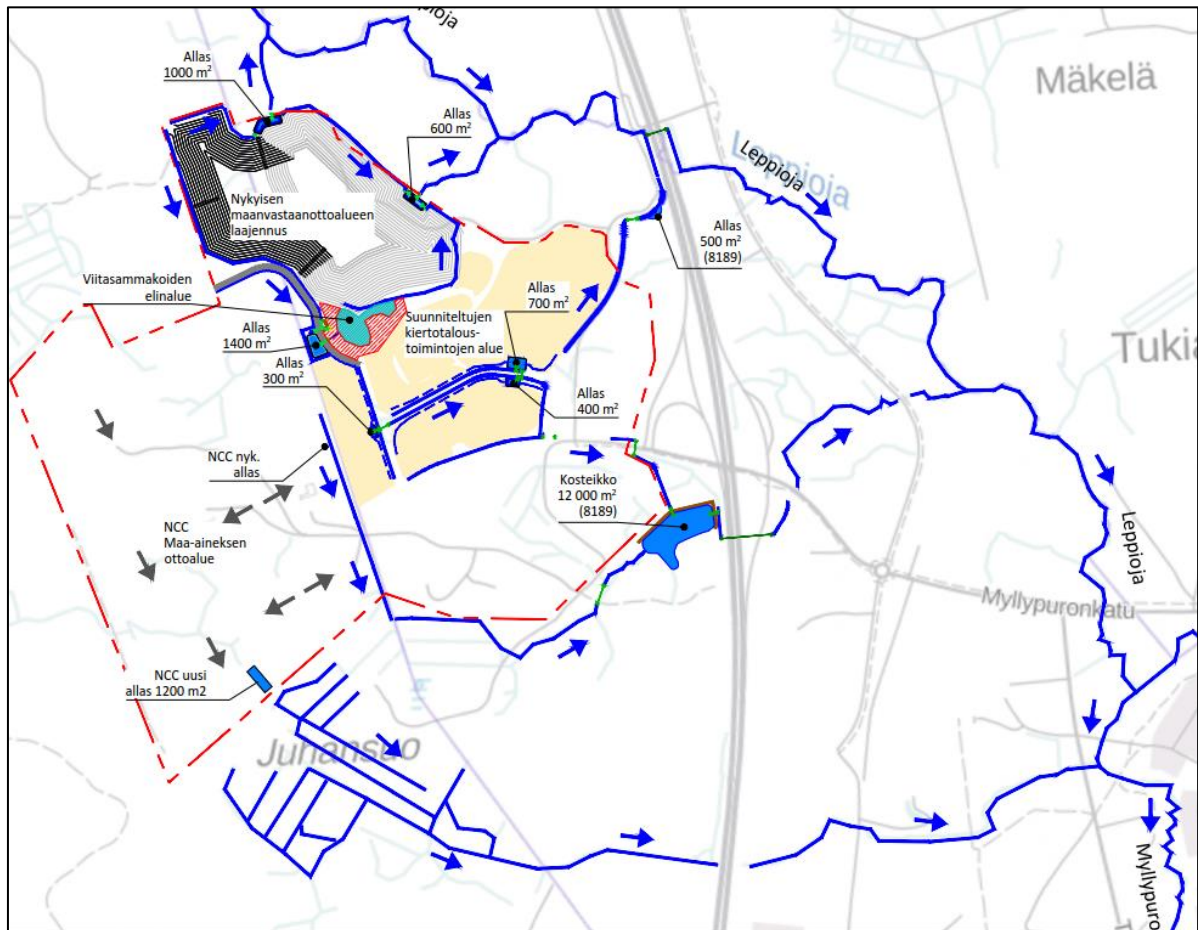 Leppioja
Allas
1000 m²
Allas
600 m²
Mäkelä
Leppioja
Leppioja
Nykyisen
maanvastaanottoalueen
laajennus
Allas
500 m²
(8189)
Viitasammakoiden
elinalue
Allas
700 m²
Suunniteltujen
kiertotalous-
toimintojen alue
Allas
1400 m²
Allas
300 m²
Allas
400 m²
NCC nyk.
allas
Kosteikko
12 000 m²
(8189)
Leppioja
NCC
Maa-aineksen
ottoalue
Myllypuronkatu
NCC uusi
allas 1200 m2
Juhansuo